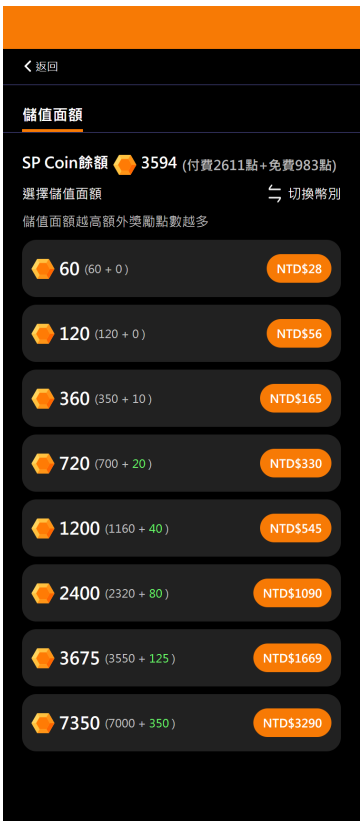 返回
儲值面額
SP Coin餘額 3594 (付費2611點+免費983點)
選擇儲值面額 切換幣別
儲值面額越高額外獎勵點數越多
60 (60 + 0 ) NTD$28
120 (120 + 0 ) NTD$56
360 (350 + 10 ) NTD$165
720 (700 + 20 ) NTD$330
1200 (1160 + 40 ) NTD$545
2400 (2320 + 80 ) NTD$1090
3675 (3550 + 125 ) NTD$1669
7350 (7000 + 350 ) NTD$3290